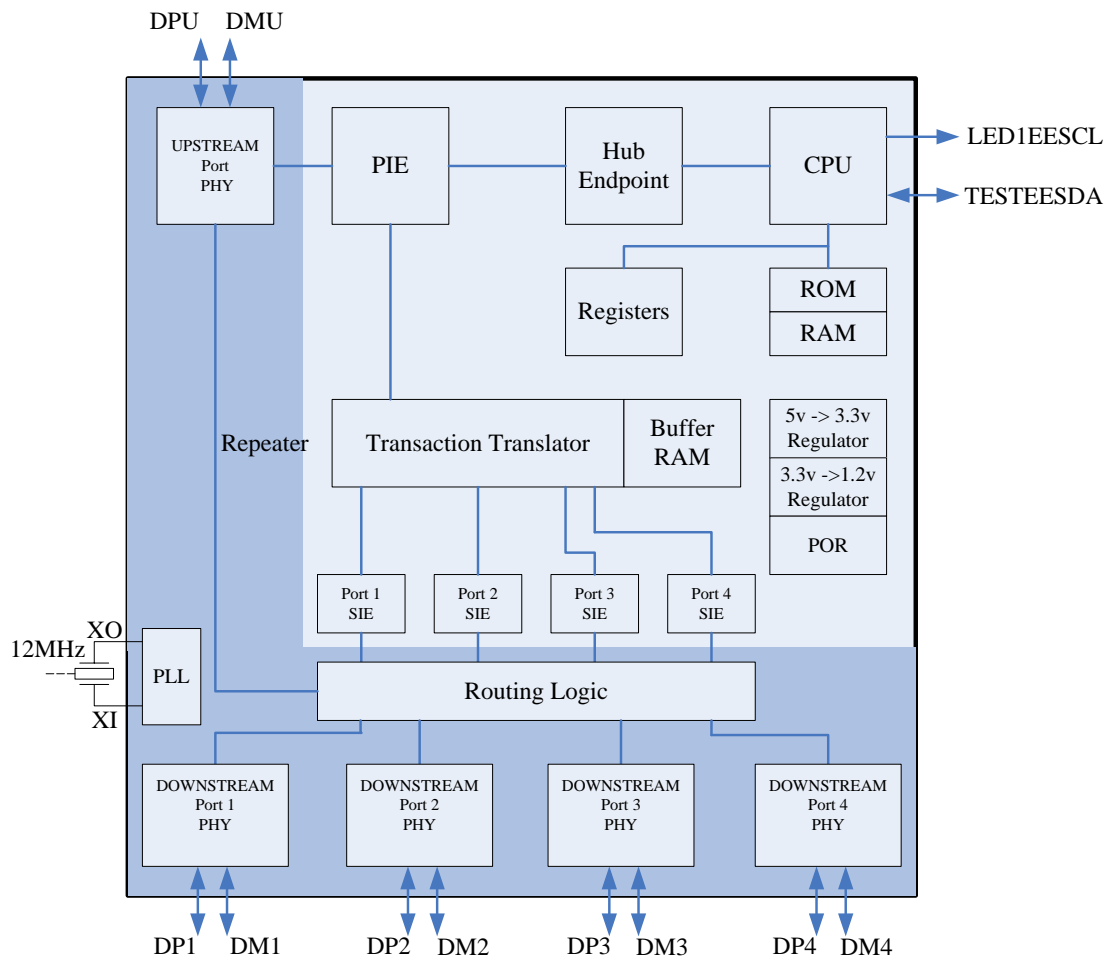 DPU DMU
UPSTREAM
Port
PHY
PIE
Hub
Endpoint
CPU
LED1EESCL
TESTEESDA
Registers
ROM
RAM
Repeater
Transaction Translator
Buffer
RAM
5v -> 3.3v
Regulator
3.3v ->1.2v
Regulator
POR
Port 1
SIE
Port 2
SIE
Port 3
SIE
Port 4
SIE
XO
12MHz
XI
PLL
Routing Logic
DOWNSTREAM
Port 1
PHY
DOWNSTREAM
Port 2
PHY
DOWNSTREAM
Port 3
PHY
DOWNSTREAM
Port 4
PHY
DP1 DM1 DP2 DM2 DP3 DM3 DP4 DM4